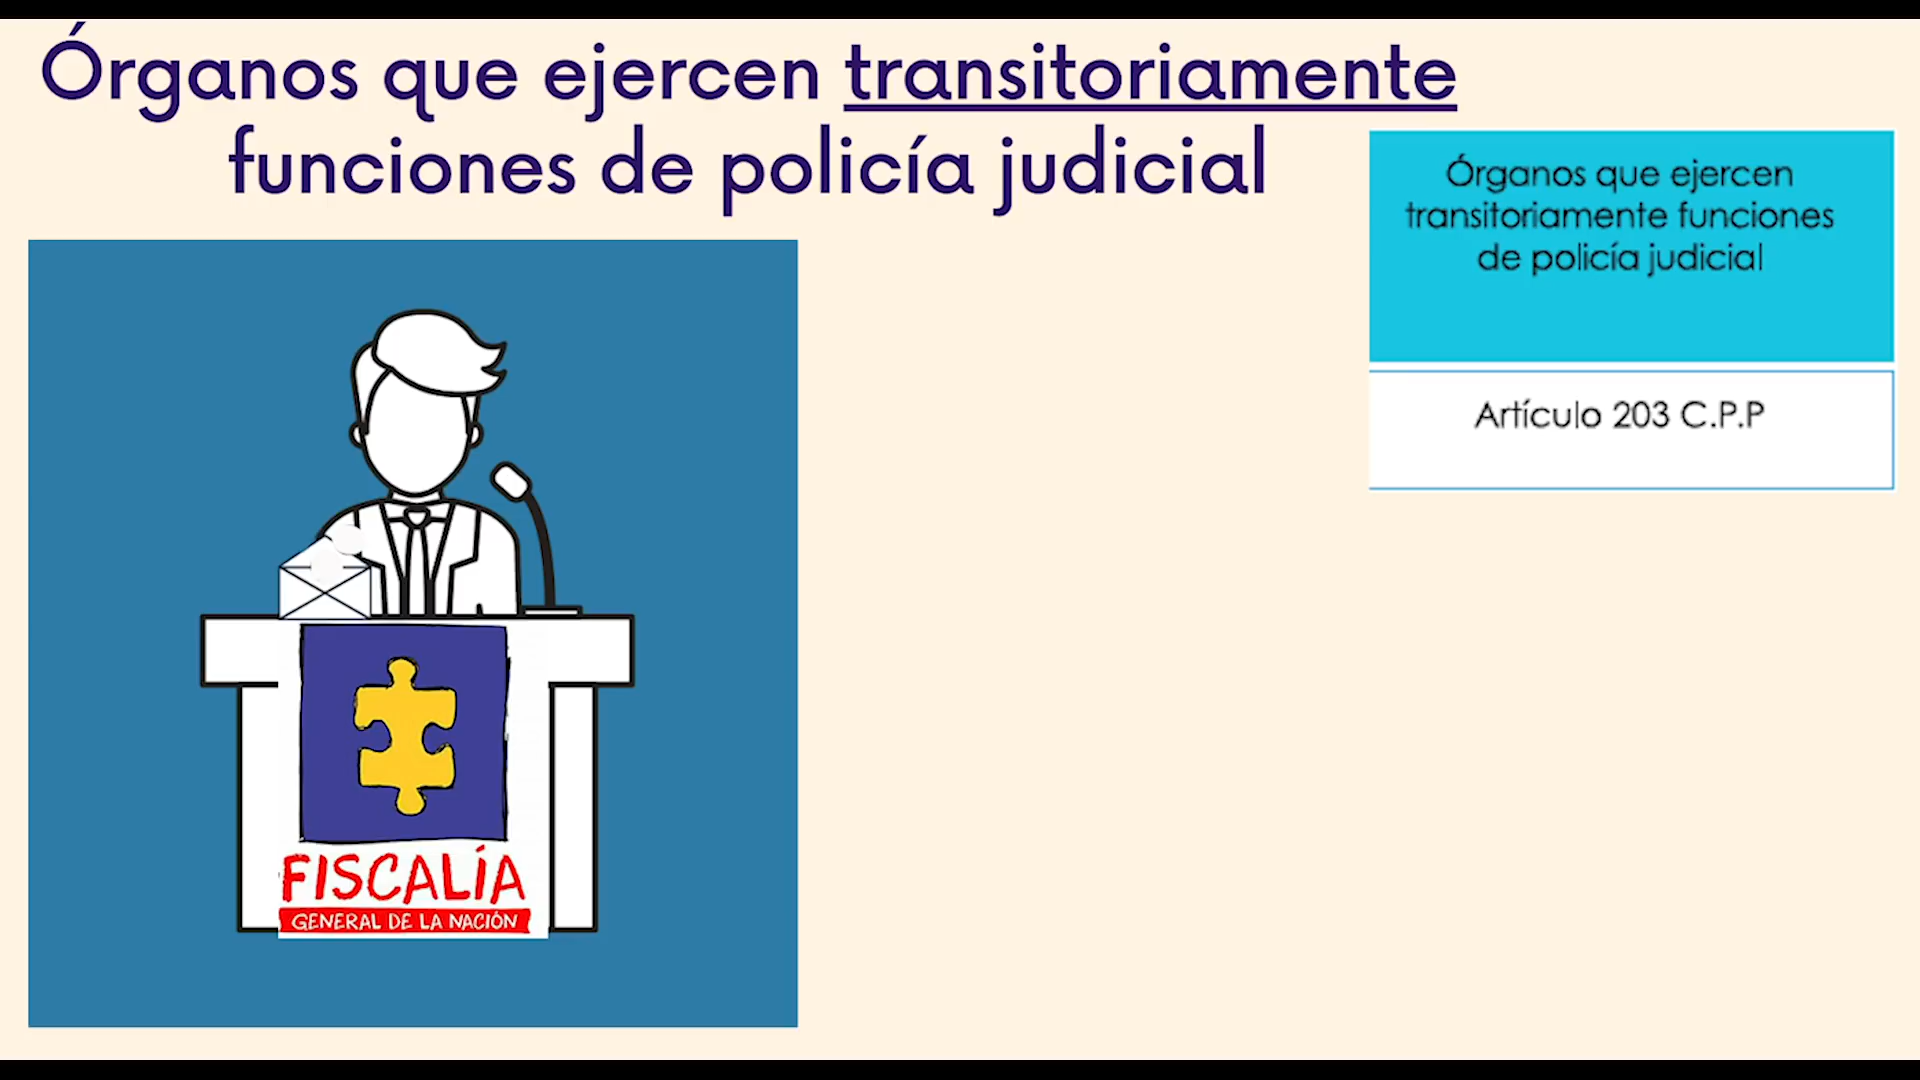 Órganos que ejercen transitoriamente
funciones de policía judicial
Órganos que ejercen
transitoriamente funciones
de policía judicial
Artículo 203 C.P.P
FISCALÍA
GENERAL DE LA NACIÓN